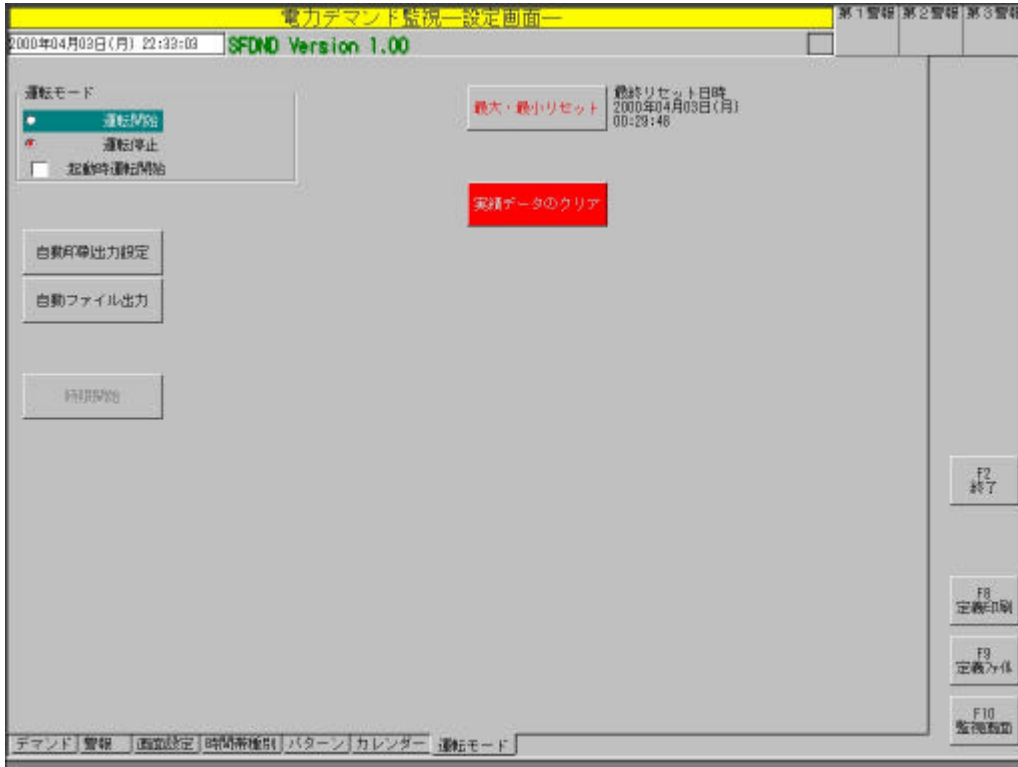 電力デマンド監視―設定画面―
第1警報 第2警報 第3警報
2000年04月03日(月) 22:33:03
SFDND Version 1.00
運転モード
運転開始
運転停止
起動時運転開始
最大・最小リセット
最終リセット日時
2000年04月03日(月)
00:29:48
実績データのクリア
自動印刷出力設定
自動ファイル出力
時限開始
F2
終了
F8
定義印刷
F9
定義ファイル
F10
監視画面
デマンド 警報 画面設定 時間帯種別 パターン カレンダー 運転モード